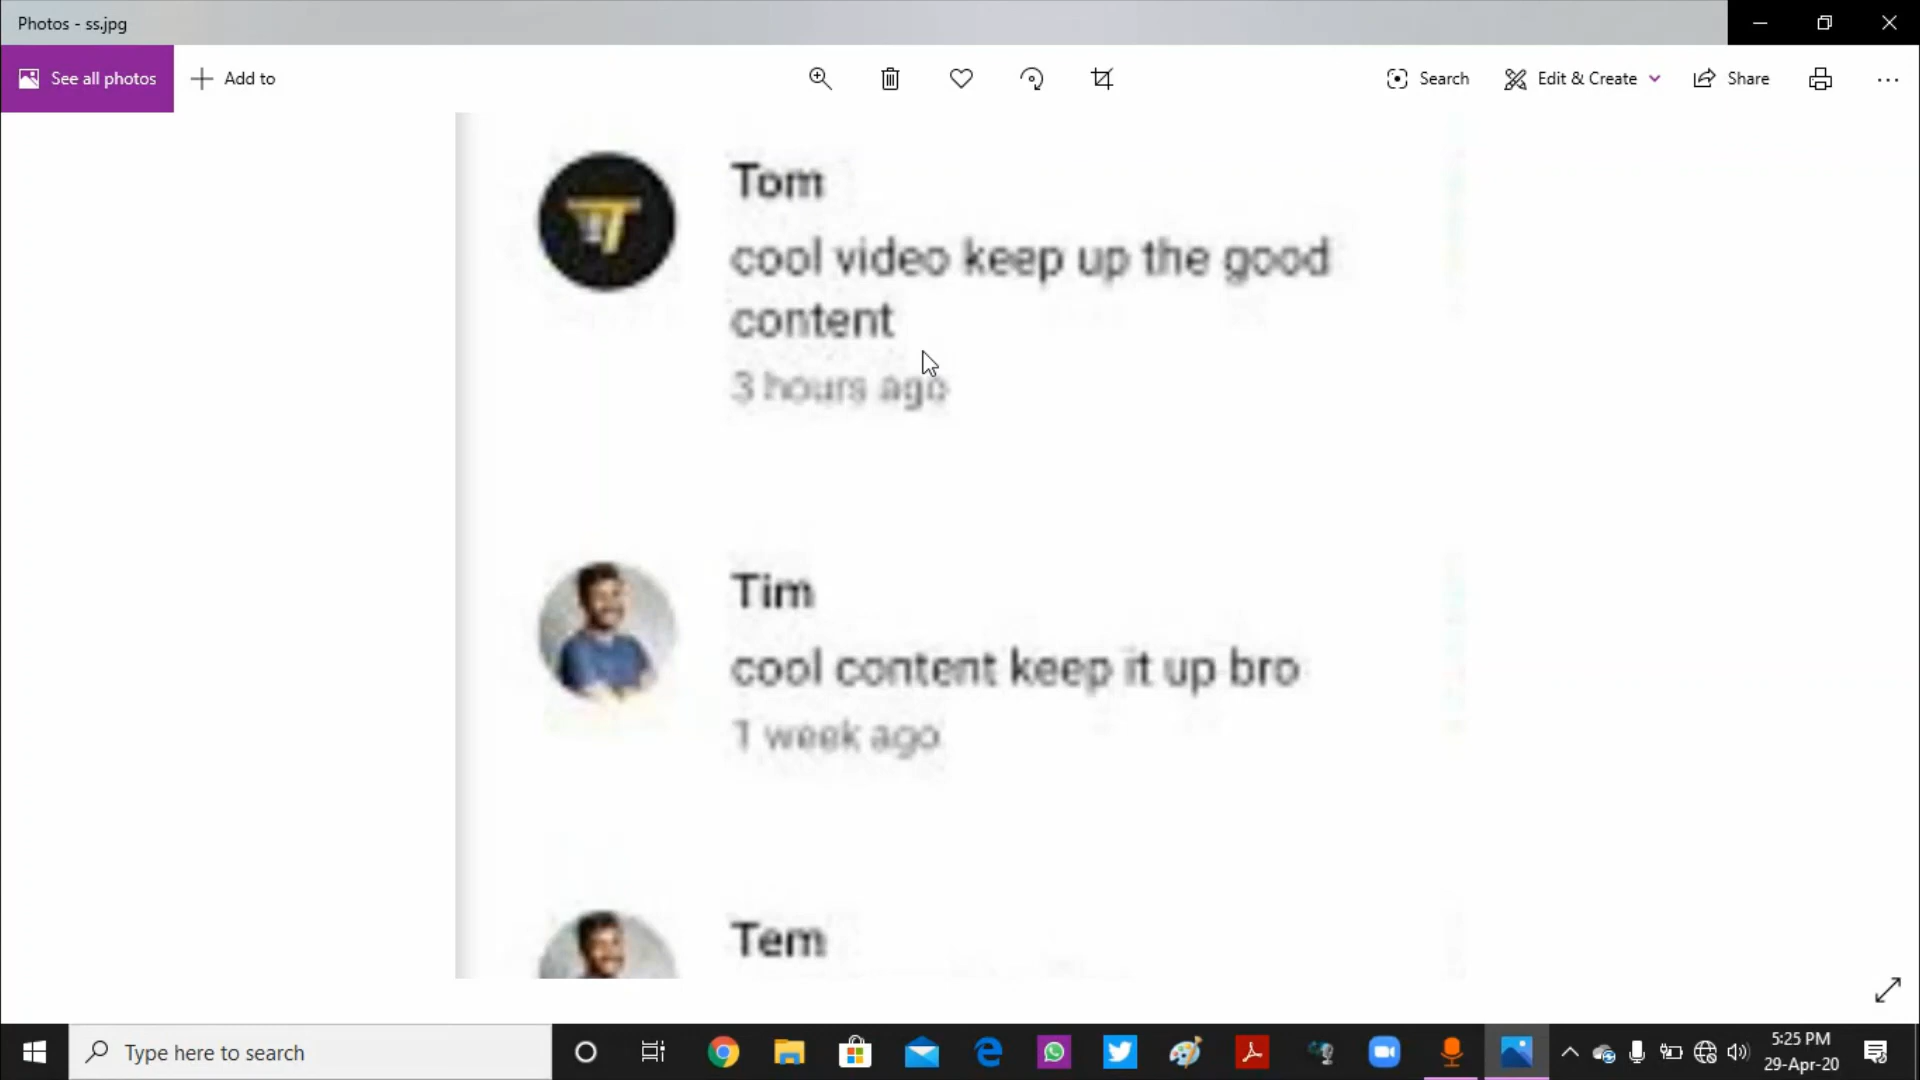 Photos - ss.jpg
See all photos
Add to
Search
Edit & Create
Share
Tom
cool video keep up the good
content
3 hours ago
Tim
cool content keep it up bro
1 week ago
Tem
Type here to search
5:25 PM
29-Apr-20